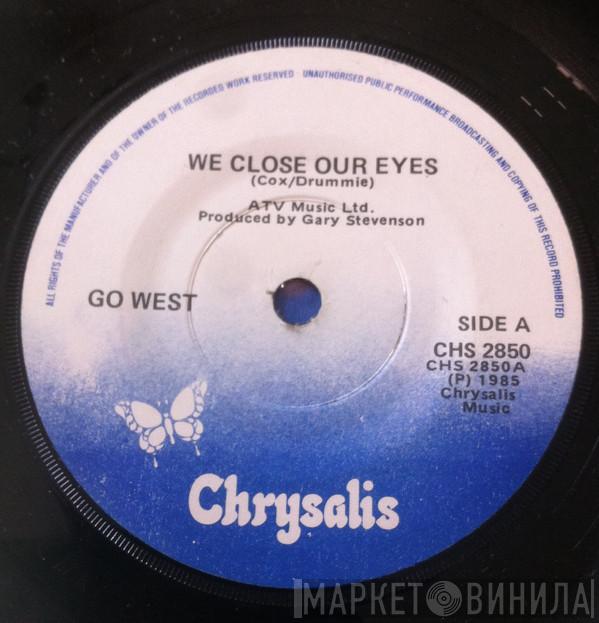 ALL RIGHTS OF THE MANUFACTURER AND OF THE OWNER OF THE RECORDED WORK RESERVED · UNAUTHORISED PUBLIC PERFORMANCE BROADCASTING AND COPYING OF THIS RECORD PROHIBITED
WE CLOSE OUR EYES
(Cox/Drummie)
ATV Music Ltd.
Produced by Gary Stevenson
GO WEST
SIDE A
CHS 2850
CHS 2850A
(P) 1985
Chrysalis
Music
Chrysalis
МАРКЕТ ВИНИЛА